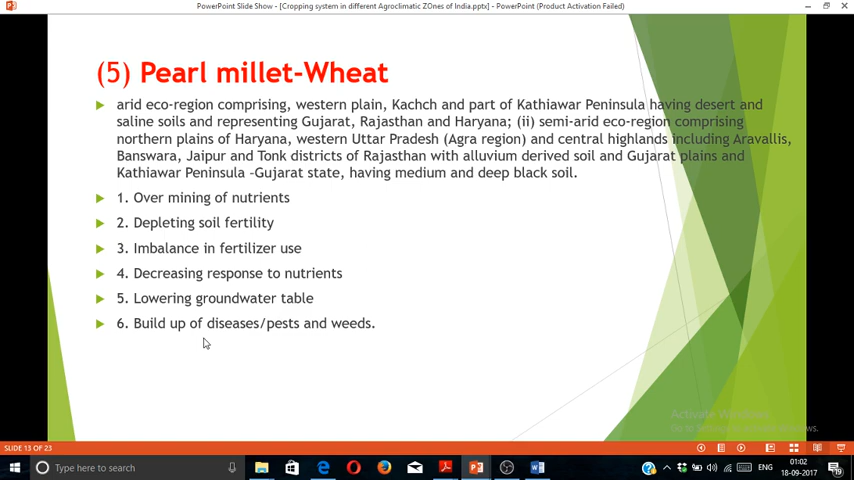 PowerPoint Slide Show - [Cropping system in different Agroclimatic ZOnes of India.pptx] - PowerPoint (Product Activation Failed)
(5) Pearl millet-Wheat
arid eco-region comprising, western plain, Kachch and part of Kathiawar Peninsula having desert and
saline soils and representing Gujarat, Rajasthan and Haryana; (ii) semi-arid eco-region comprising
northern plains of Haryana, western Uttar Pradesh (Agra region) and central highlands including Aravallis,
Banswara, Jaipur and Tonk districts of Rajasthan with alluvium derived soil and Gujarat plains and
Kathiawar Peninsula -Gujarat state, having medium and deep black soil.
1. Over mining of nutrients
2. Depleting soil fertility
3. Imbalance in fertilizer use
4. Decreasing response to nutrients
5. Lowering groundwater table
6. Build up of diseases/pests and weeds.
Activate Windows
SLIDE 13 OF 23
Type here to search
ENG
01:02
18-09-2017
19